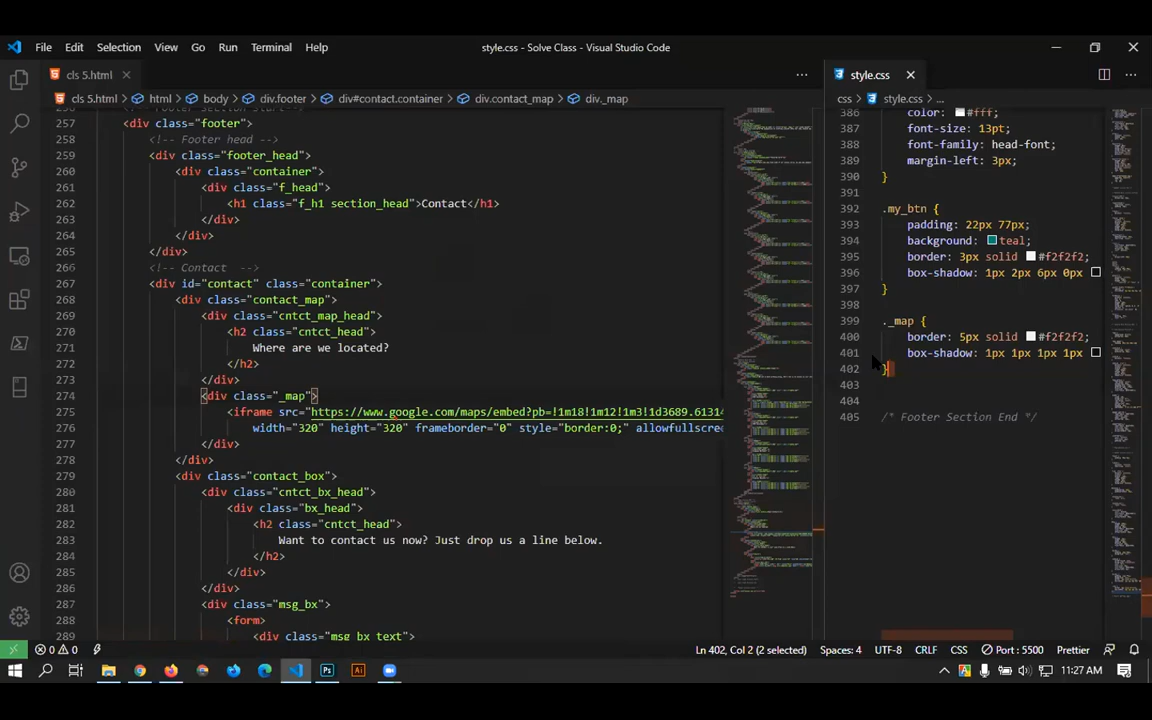 File Edit Selection View Go Run Terminal Help
style.css - Solve Class - Visual Studio Code
cls 5.html
cls 5.html html body div.footer div#contact.container div.contact_map div._map
257 <div class="footer">
258 <!-- Footer head -->
259 <div class="footer_head">
260 <div class="container">
261 <div class="f_head">
262 <h1 class="f_h1 section_head">Contact</h1>
263 </div>
264 </div>
265 </div>
266 <!-- Contact -->
267 <div id="contact" class="container">
268 <div class="contact_map">
269 <div class="cntct_map_head">
270 <h2 class="cntct_head">
271 Where are we located?
272 </h2>
273 </div>
274 <div class="_map">
275 <iframe src="https://www.google.com/maps/embed?pb=!1m18!1m12!1m3!1d3689.61314
276 width="320" height="320" frameborder="0" style="border:0;" allowfullscre
277 </div>
278 </div>
279 <div class="contact_box">
280 <div class="cntct_bx_head">
281 <div class="bx_head">
282 <h2 class="cntct_head">
283 Want to contact us now? Just drop us a line below.
284 </h2>
285 </div>
286 </div>
287 <div class="msg_bx">
288 <form>
289 <div class="msg_bx_text">
style.css
css style.css ...
386 color: #fff;
387 font-size: 13pt;
388 font-family: head-font;
389 margin-left: 3px;
390 }
391
392 .my_btn {
393 padding: 22px 77px;
394 background: teal;
395 border: 3px solid #f2f2f2;
396 box-shadow: 1px 2px 6px 0px
397 }
398
399 ._map {
400 border: 5px solid #f2f2f2;
401 box-shadow: 1px 1px 1px 1px
402 }
403
404
405 /* Footer Section End */
0 0 Ln 402, Col 2 (2 selected) Spaces: 4 UTF-8 CRLF CSS Port : 5500 Prettier
11:27 AM